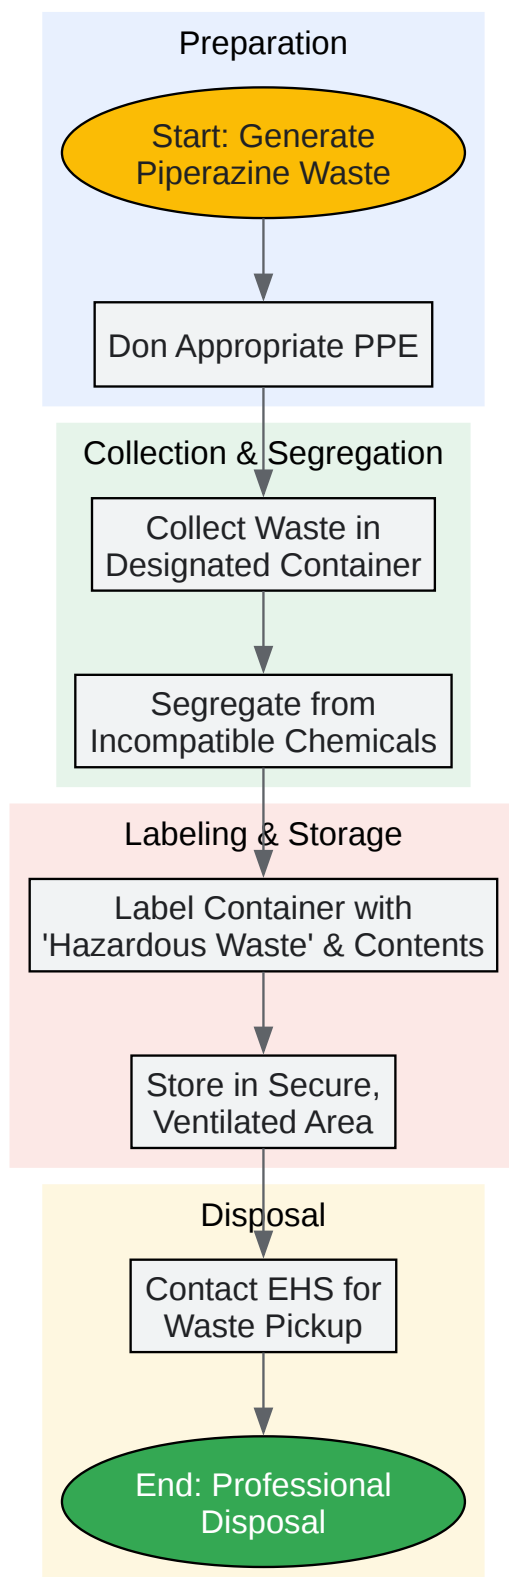 Preparation
Start: Generate
Piperazine Waste
Don Appropriate PPE
Collection & Segregation
Collect Waste in
Designated Container
Segregate from
Incompatible Chemicals
Labeling & Storage
Label Container with
'Hazardous Waste' & Contents
Store in Secure,
Ventilated Area
Disposal
Contact EHS for
Waste Pickup
End: Professional
Disposal